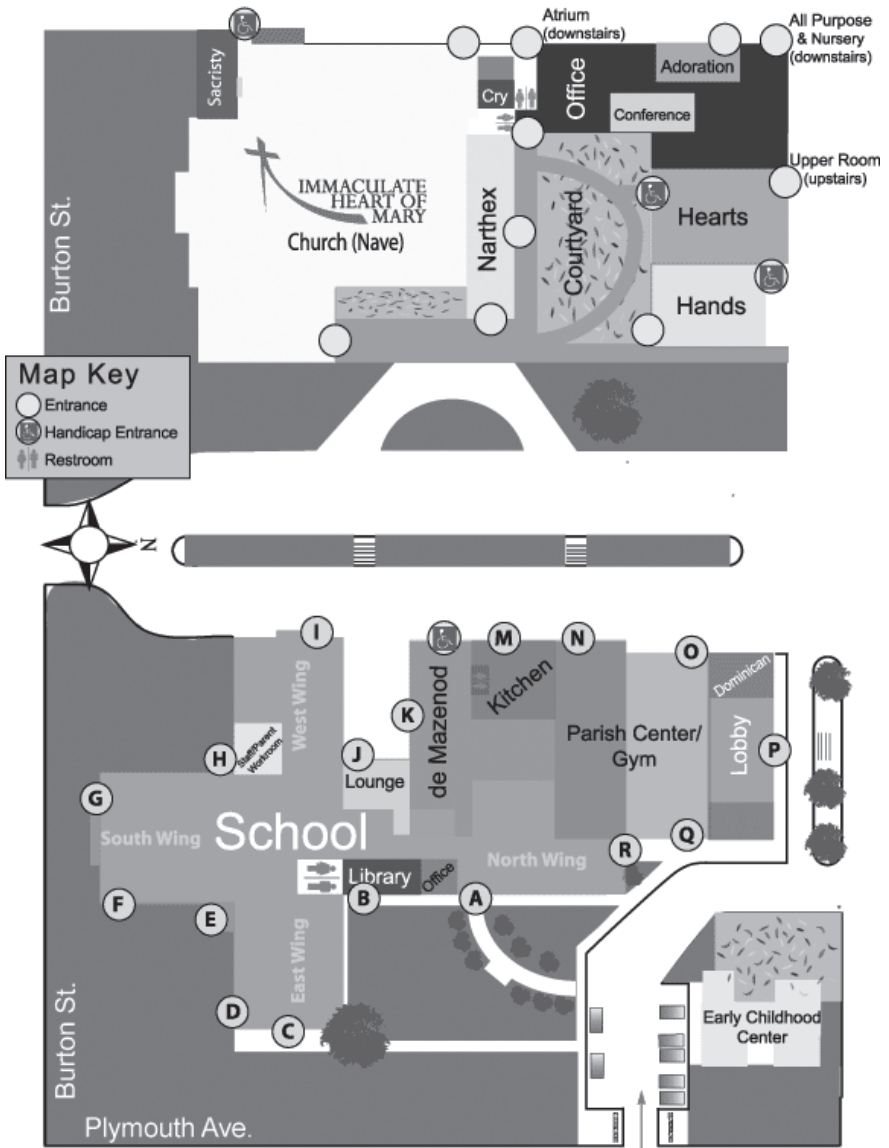 Atrium
(downstairs)
All Purpose
& Nursery
(downstairs)
Sacristy
Cry
Office
Adoration
Conference
IMMACULATE
HEART OF
MARY
Church (Nave)
Narthex
Courtyard
Upper Room
(upstairs)
Hearts
Hands
Burton St.
Map Key
Entrance
Handicap Entrance
Restroom
N
I
M
N
O
West Wing
K
de Mazenod
Kitchen
Dominican
Parish Center/
Gym
Lobby
P
H
Staff/Parent
Workroom
J
Lounge
G
South Wing
School
Q
R
North Wing
Library
Office
F
E
B
A
East Wing
D
C
Early Childhood
Center
Burton St.
Plymouth Ave.